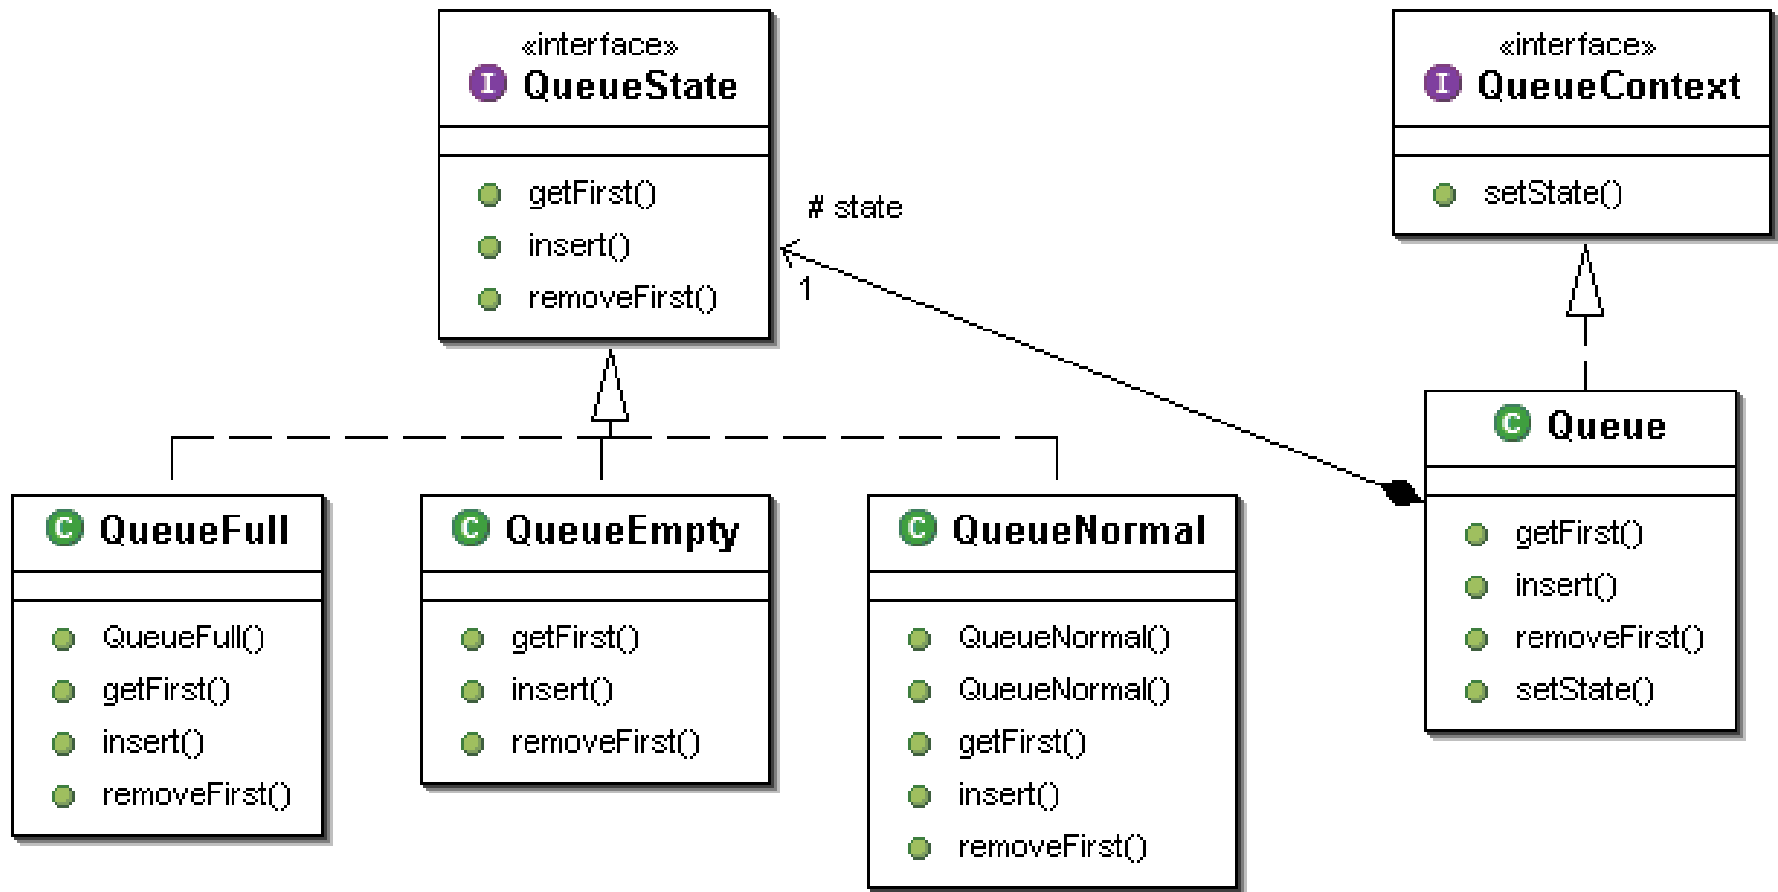 «interface»
I QueueState
getFirst()
insert()
removeFirst()
# state
1
«interface»
I QueueContext
setState()
C QueueFull
QueueFull()
getFirst()
insert()
removeFirst()
C QueueEmpty
getFirst()
insert()
removeFirst()
C QueueNormal
QueueNormal()
QueueNormal()
getFirst()
insert()
removeFirst()
C Queue
getFirst()
insert()
removeFirst()
setState()